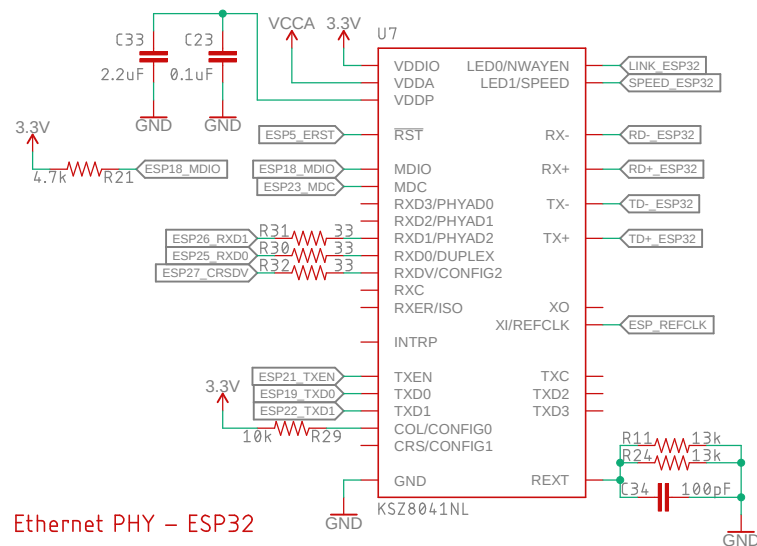 VCCA 3.3V U7
C33 C23
2.2uF 0.1uF
GND GND
VDDIO LED0/NWAYEN LINK_ESP32
VDDA LED1/SPEED SPEED_ESP32
VDDP
3.3V
ESP5_ERST RST RX- RD-_ESP32
4.7k R21 ESP18_MDIO
ESP18_MDIO MDIO RX+ RD+_ESP32
ESP23_MDC MDC
RXD3/PHYAD0 TX- TD-_ESP32
RXD2/PHYAD1
ESP26_RXD1 R31 33 RXD1/PHYAD2 TX+ TD+_ESP32
ESP25_RXD0 R30 33 RXD0/DUPLEX
ESP27_CRSDV R32 33 RXDV/CONFIG2
RXC
RXER/ISO XO
XI/REFCLK ESP_REFCLK
INTRP
ESP21_TXEN TXEN TXC
3.3V
ESP19_TXD0 TXD0 TXD2
ESP22_TXD1 TXD1 TXD3
10k R29 COL/CONFIG0
CRS/CONFIG1
R11 13k
R24 13k
GND REXT
C34 100pF
GND KSZ8041NL
GND
Ethernet PHY - ESP32